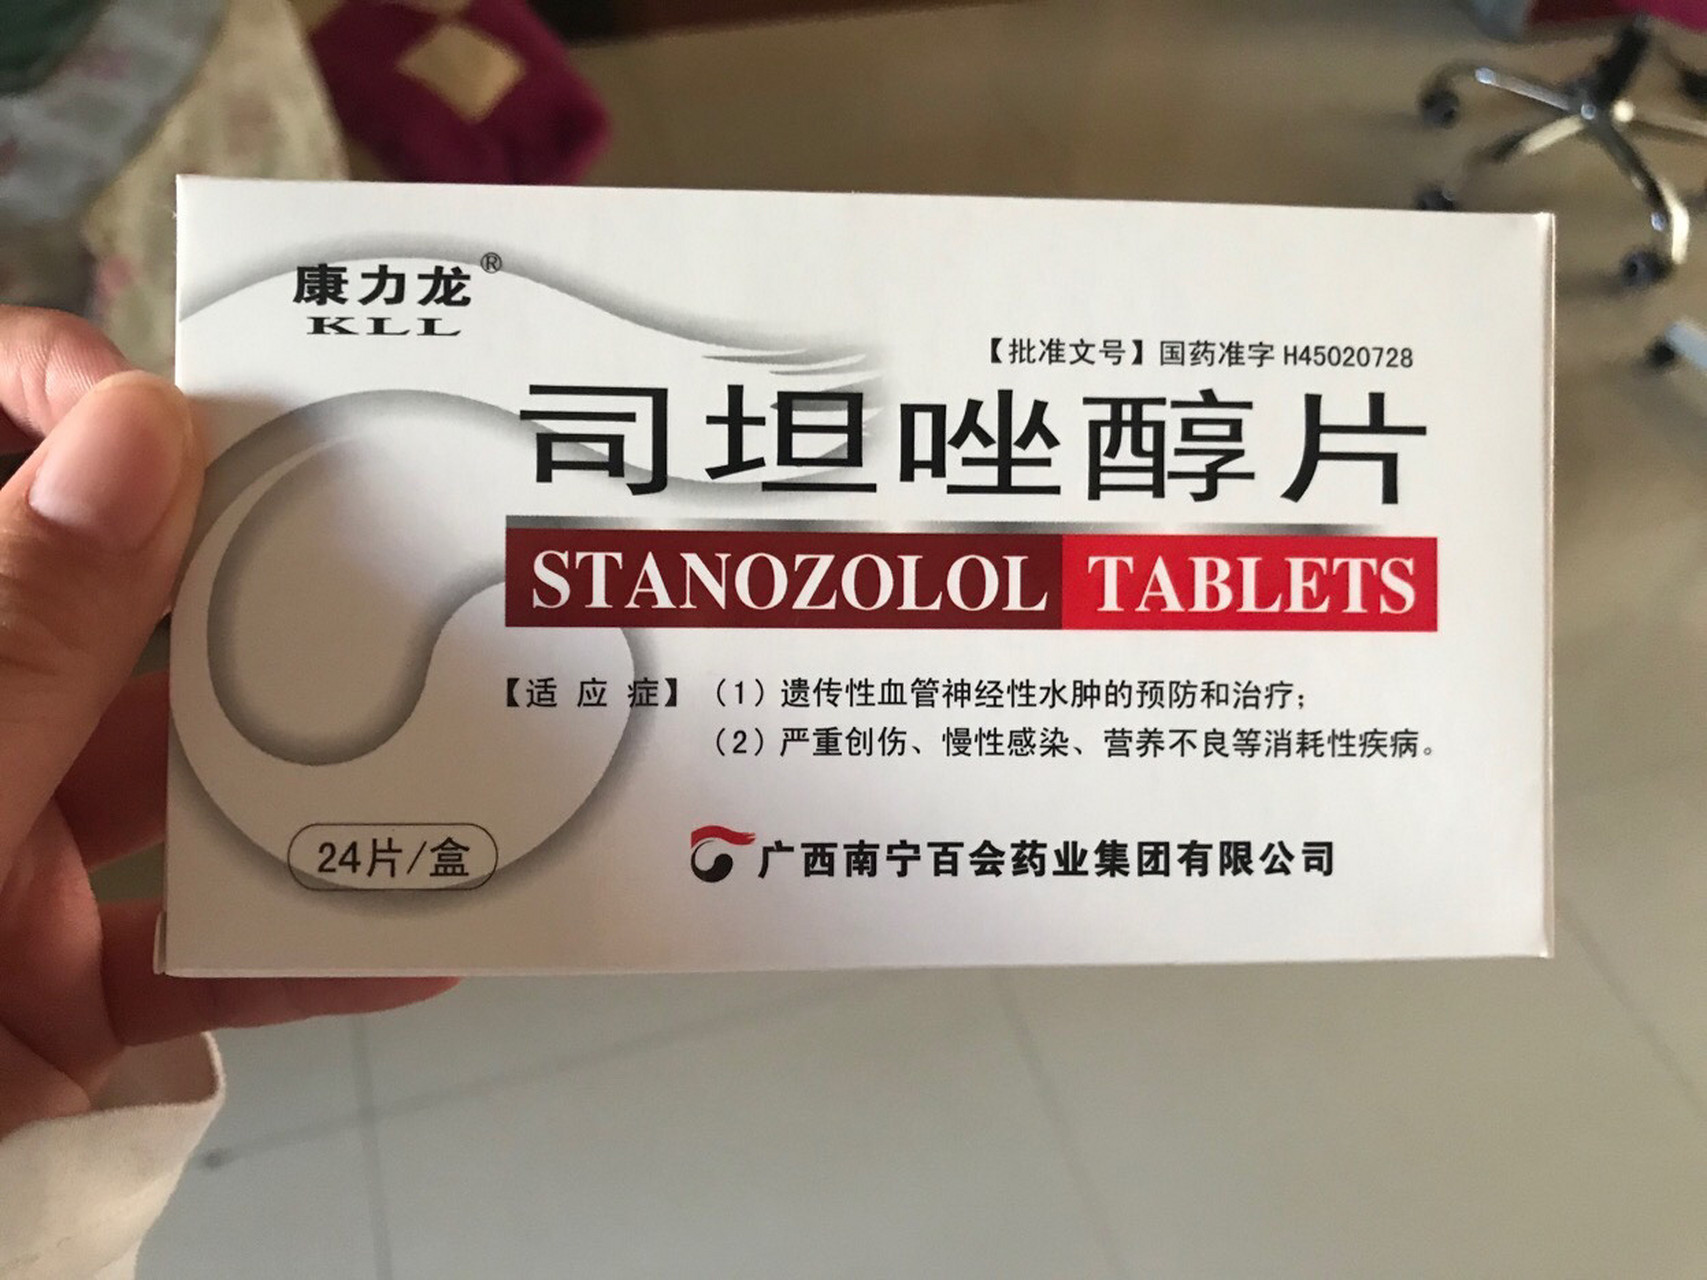 康力龙®
KLL
【批准文号】国药准字 H45020728
司坦唑醇片
STANOZOLOL TABLETS
【适 应 症】（1）遗传性血管神经性水肿的预防和治疗；
（2）严重创伤、慢性感染、营养不良等消耗性疾病。
24片/盒
广西南宁百会药业集团有限公司